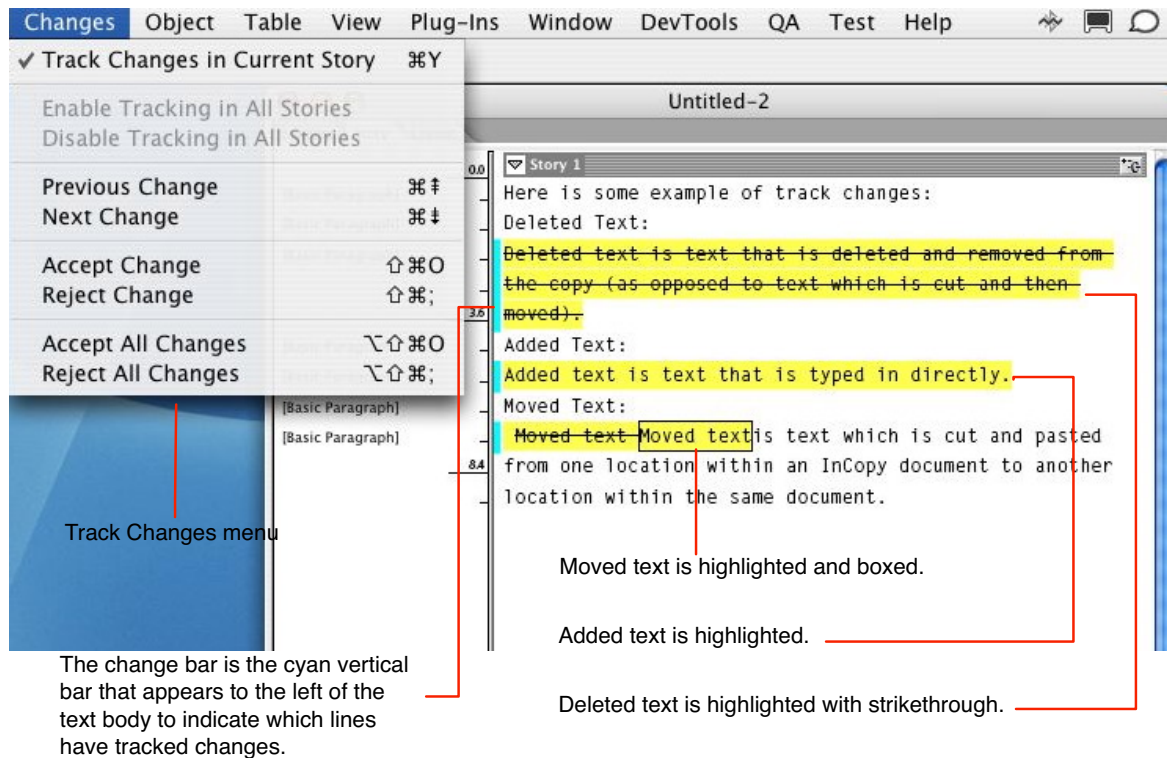 Changes Object Table View Plug-Ins Window DevTools QA Test Help
✓ Track Changes in Current Story ⌘Y
Enable Tracking in All Stories
Disable Tracking in All Stories
Previous Change ⌘⇞
Next Change ⌘⇟
Accept Change ⇧⌘O
Reject Change ⇧⌘;
Accept All Changes ⌥⇧⌘O
Reject All Changes ⌥⇧⌘;
Untitled-2
Story 1
0.0
3.6
8.4
[Basic Paragraph]
[Basic Paragraph]
Here is some example of track changes:
Deleted Text:
Deleted text is text that is deleted and removed from
the copy (as opposed to text which is cut and then
moved).
Added Text:
Added text is text that is typed in directly.
Moved Text:
Moved text Moved text is text which is cut and pasted
from one location within an InCopy document to another
location within the same document.
Track Changes menu
Moved text is highlighted and boxed.
Added text is highlighted.
Deleted text is highlighted with strikethrough.
The change bar is the cyan vertical
bar that appears to the left of the
text body to indicate which lines
have tracked changes.